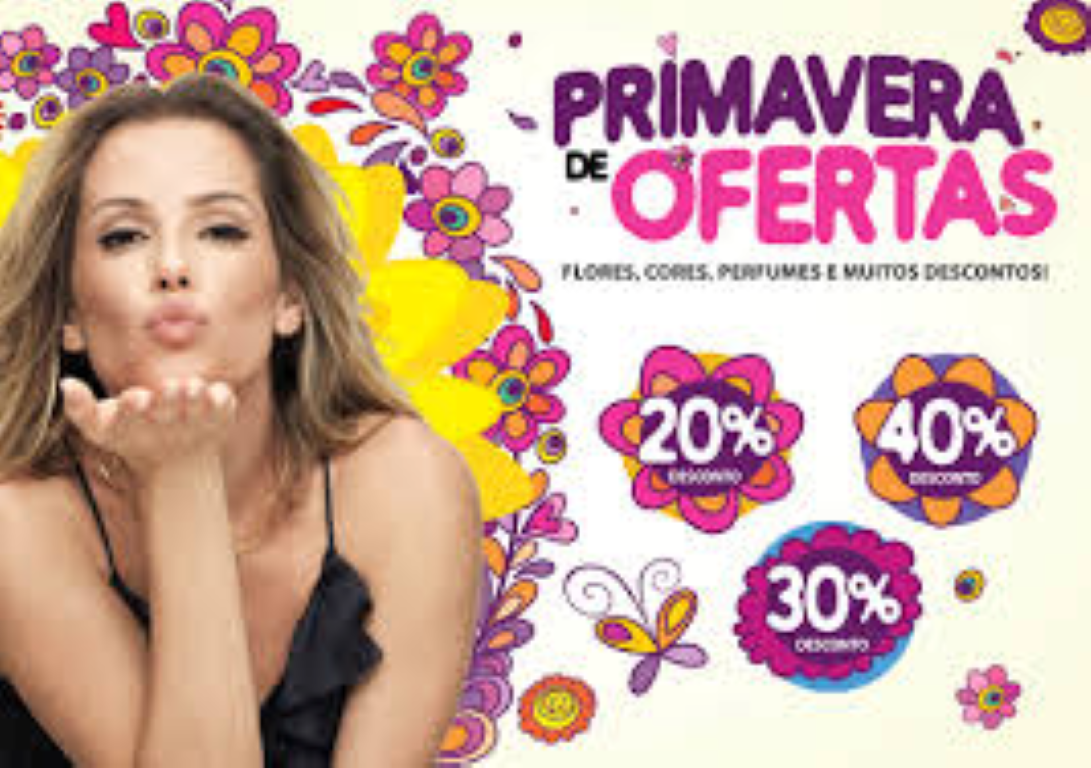 PRIMAVERA
DE OFERTAS
FLORES, CORES, PERFUMES E MUITOS DESCONTOS!
20%
DESCONTO
40%
DESCONTO
30%
DESCONTO